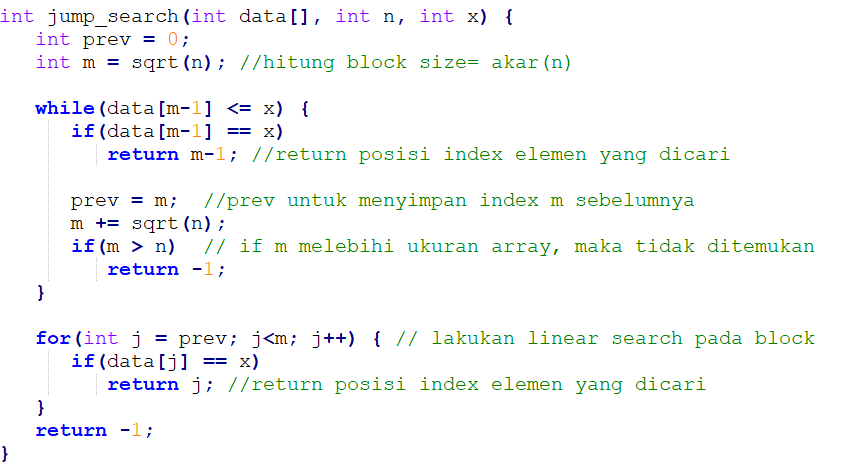 int jump_search(int data[], int n, int x) {
int prev = 0;
int m = sqrt(n); //hitung block size= akar(n)
while(data[m-1] <= x) {
if(data[m-1] == x)
return m-1; //return posisi index elemen yang dicari
prev = m; //prev untuk menyimpan index m sebelumnya
m += sqrt(n);
if(m > n) // if m melebihi ukuran array, maka tidak ditemukan
return -1;
}
for(int j = prev; j<m; j++) { // lakukan linear search pada block
if(data[j] == x)
return j; //return posisi index elemen yang dicari
}
return -1;
}